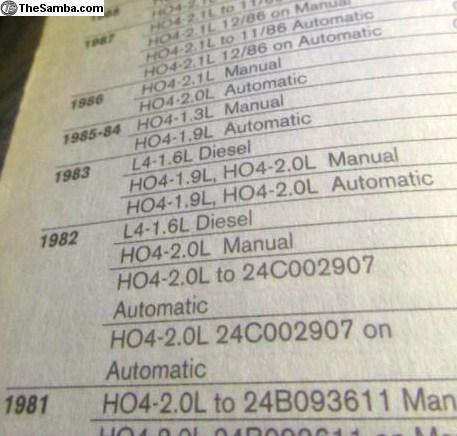 TheSamba.com
1988 HO4-2.1L to 11/86
1987 HO4-2.1L 12/86 on Manual
HO4-2.1L to 11/86 Automatic
HO4-2.1L 12/86 on Automatic
1986 HO4-2.1L Manual
HO4-2.0L Automatic
1985-84 HO4-1.3L Manual
HO4-1.9L Automatic
1983 L4-1.6L Diesel
HO4-1.9L, HO4-2.0L Manual
HO4-1.9L, HO4-2.0L Automatic
1982 L4-1.6L Diesel
HO4-2.0L Manual
HO4-2.0L to 24C002907
Automatic
HO4-2.0L 24C002907 on
Automatic
1981 HO4-2.0L to 24B093611 Man